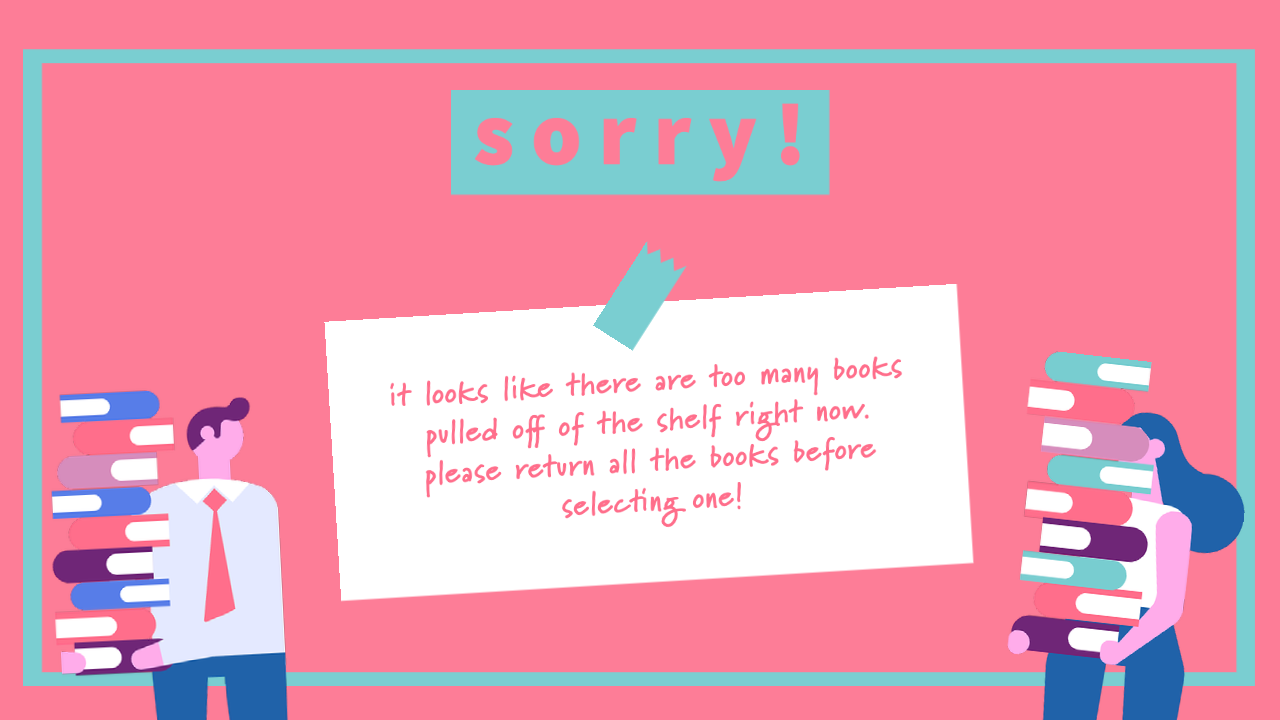 sorry!
it looks like there are too many books
pulled off of the shelf right now.
please return all the books before
selecting one!